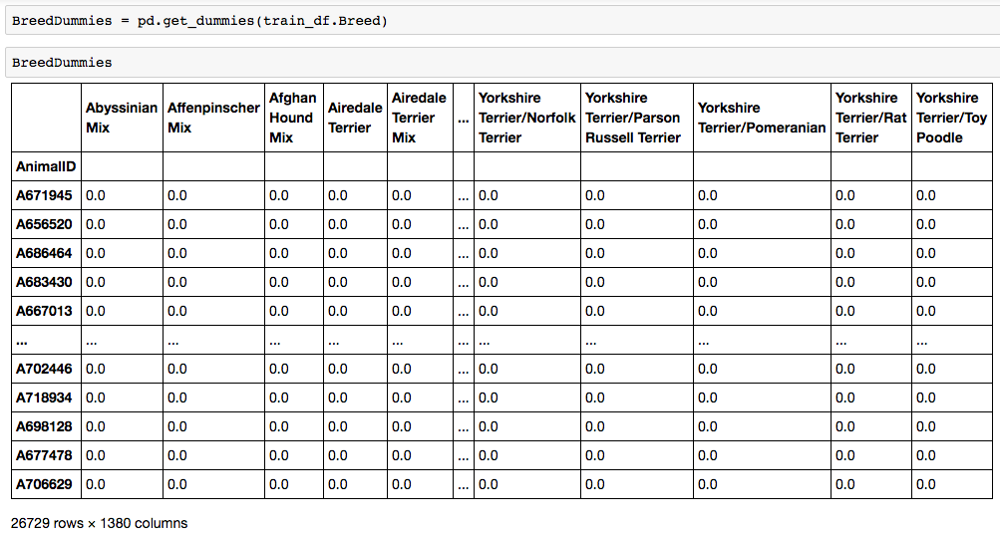 BreedDummies = pd.get_dummies(train_df.Breed)
BreedDummies
Abyssinian Mix Affenpinscher Mix Afghan Hound Mix Airedale Terrier Airedale Terrier Mix ... Yorkshire Terrier/Norfolk Terrier Yorkshire Terrier/Parson Russell Terrier Yorkshire Terrier/Pomeranian Yorkshire Terrier/Rat Terrier Yorkshire Terrier/Toy Poodle
AnimalID
A671945 0.0 0.0 0.0 0.0 0.0 ... 0.0 0.0 0.0 0.0 0.0
A656520 0.0 0.0 0.0 0.0 0.0 ... 0.0 0.0 0.0 0.0 0.0
A686464 0.0 0.0 0.0 0.0 0.0 ... 0.0 0.0 0.0 0.0 0.0
A683430 0.0 0.0 0.0 0.0 0.0 ... 0.0 0.0 0.0 0.0 0.0
A667013 0.0 0.0 0.0 0.0 0.0 ... 0.0 0.0 0.0 0.0 0.0
... ... ... ... ... ... ... ... ... ... ... ...
A702446 0.0 0.0 0.0 0.0 0.0 ... 0.0 0.0 0.0 0.0 0.0
A718934 0.0 0.0 0.0 0.0 0.0 ... 0.0 0.0 0.0 0.0 0.0
A698128 0.0 0.0 0.0 0.0 0.0 ... 0.0 0.0 0.0 0.0 0.0
A677478 0.0 0.0 0.0 0.0 0.0 ... 0.0 0.0 0.0 0.0 0.0
A706629 0.0 0.0 0.0 0.0 0.0 ... 0.0 0.0 0.0 0.0 0.0
26729 rows × 1380 columns